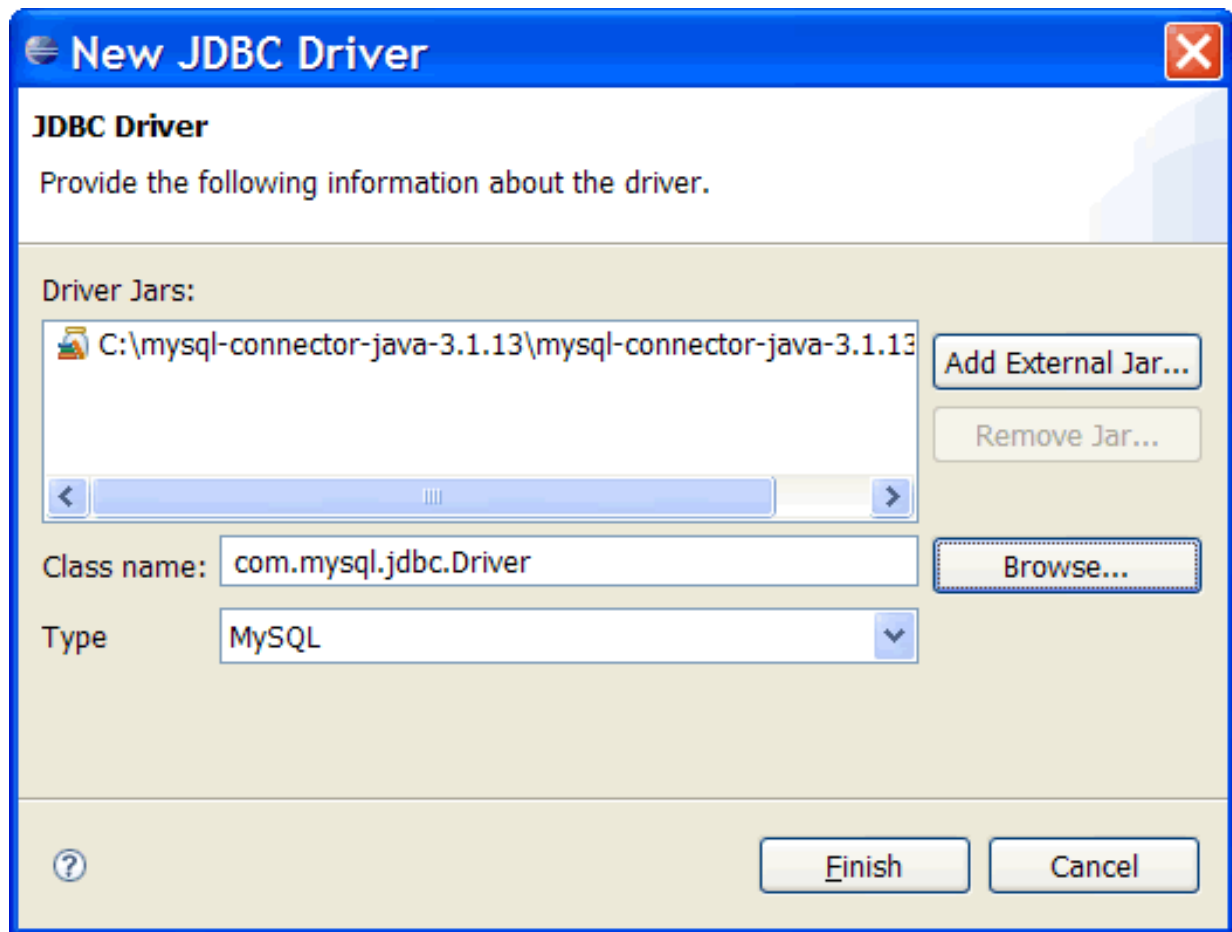 New JDBC Driver
JDBC Driver
Provide the following information about the driver.
Driver Jars:
C:\mysql-connector-java-3.1.13\mysql-connector-java-3.1.13
Add External Jar...
Remove Jar...
Class name: com.mysql.jdbc.Driver Browse...
Type MySQL
? Finish Cancel